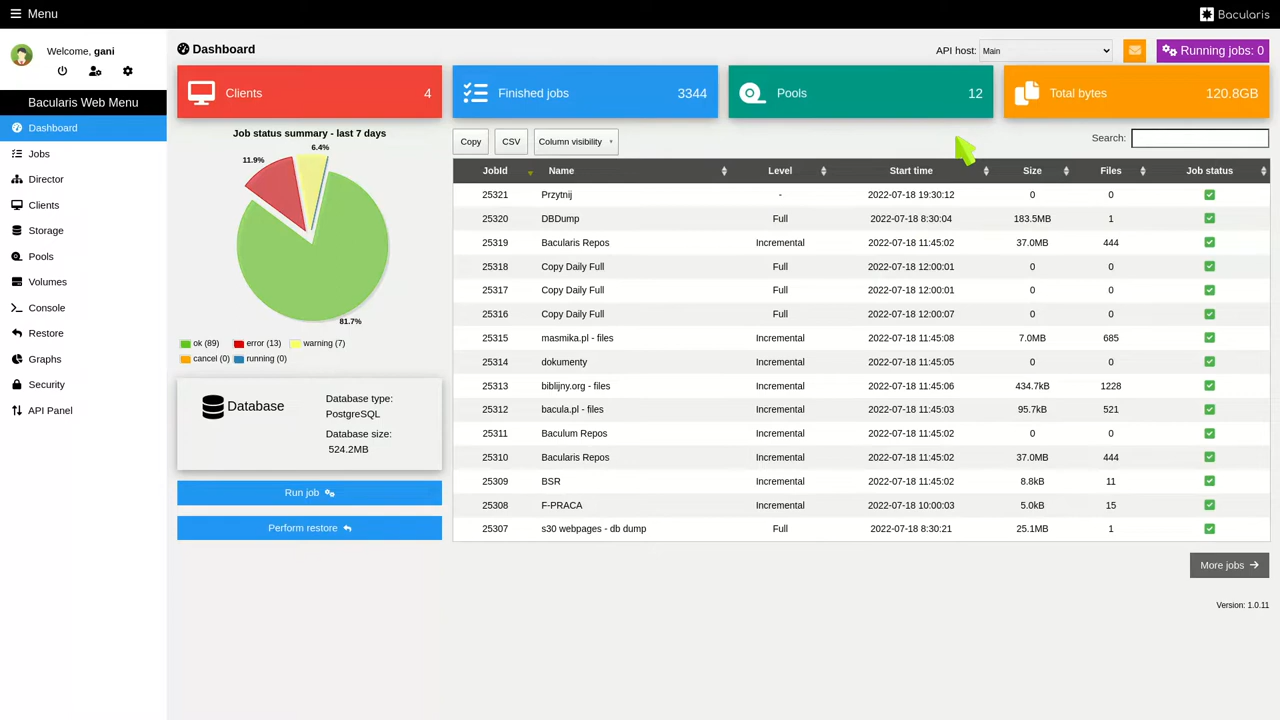 Menu
Bacularis
Welcome, gani
Bacularis Web Menu
Dashboard
Jobs
Director
Clients
Storage
Pools
Volumes
Console
Restore
Graphs
Security
API Panel
Dashboard
API host: Main
Running jobs: 0
Clients 4
Finished jobs 3344
Pools 12
Total bytes 120.8GB
Job status summary - last 7 days
6.4%
11.9%
81.7%
ok (89) error (13) warning (7)
cancel (0) running (0)
Database
Database type:
PostgreSQL
Database size:
524.2MB
Run job
Perform restore
Copy CSV Column visibility
Search:
JobId Name Level Start time Size Files Job status
25321 Przytnij - 2022-07-18 19:30:12 0 0
25320 DBDump Full 2022-07-18 8:30:04 183.5MB 1
25319 Bacularis Repos Incremental 2022-07-18 11:45:02 37.0MB 444
25318 Copy Daily Full Full 2022-07-18 12:00:01 0 0
25317 Copy Daily Full Full 2022-07-18 12:00:01 0 0
25316 Copy Daily Full Full 2022-07-18 12:00:07 0 0
25315 masmika.pl - files Incremental 2022-07-18 11:45:08 7.0MB 685
25314 dokumenty Incremental 2022-07-18 11:45:05 0 0
25313 biblijny.org - files Incremental 2022-07-18 11:45:06 434.7kB 1228
25312 bacula.pl - files Incremental 2022-07-18 11:45:03 95.7kB 521
25311 Baculum Repos Incremental 2022-07-18 11:45:02 0 0
25310 Bacularis Repos Incremental 2022-07-18 11:45:02 37.0MB 444
25309 BSR Incremental 2022-07-18 11:45:02 8.8kB 11
25308 F-PRACA Incremental 2022-07-18 10:00:03 5.0kB 15
25307 s30 webpages - db dump Full 2022-07-18 8:30:21 25.1MB 1
More jobs
Version: 1.0.11